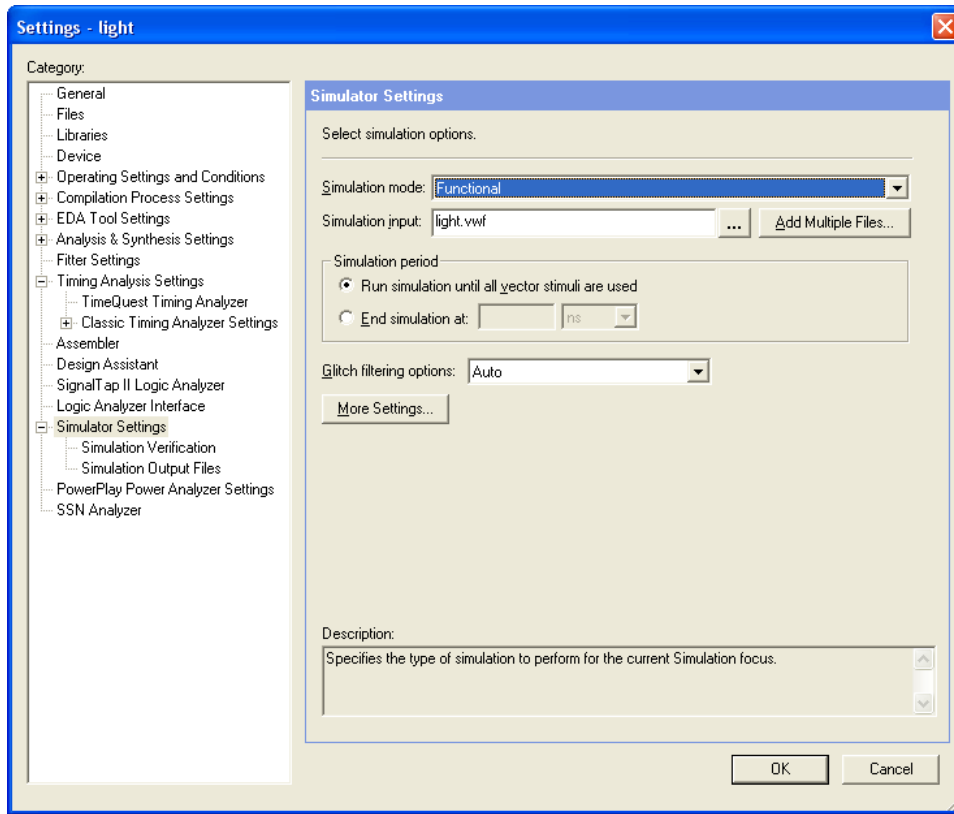 Settings - light
Category:
General
Files
Libraries
Device
Operating Settings and Conditions
Compilation Process Settings
EDA Tool Settings
Analysis & Synthesis Settings
Fitter Settings
Timing Analysis Settings
TimeQuest Timing Analyzer
Classic Timing Analyzer Settings
Assembler
Design Assistant
SignalTap II Logic Analyzer
Logic Analyzer Interface
Simulator Settings
Simulation Verification
Simulation Output Files
PowerPlay Power Analyzer Settings
SSN Analyzer
Simulator Settings
Select simulation options.
Simulation mode: Functional
Simulation input: light.vwf ... Add Multiple Files...
Simulation period
Run simulation until all vector stimuli are used
End simulation at: ns
Glitch filtering options: Auto
More Settings...
Description:
Specifies the type of simulation to perform for the current Simulation focus.
OK Cancel